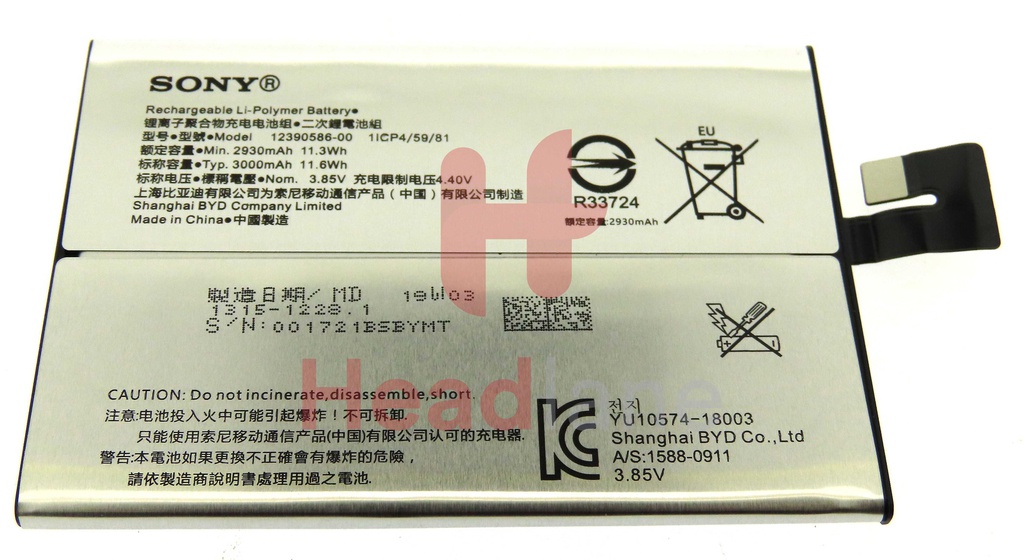 SONY®
Rechargeable Li-Polymer Battery●
锂离子聚合物充电电池组●二次鋰電池組
型号●型號●Model 12390586-00 1ICP4/59/81
额定容量●Min. 2930mAh 11.3Wh
标称容量●Typ. 3000mAh 11.6Wh
标称电压●標稱電壓●Nom. 3.85V 充电限制电压4.40V
上海比亚迪有限公司为索尼移动通信产品（中国）有限公司制造
Shanghai BYD Company Limited
Made in China●中國製造
R33724
額定容量:2930mAh
EU
製造日期/ MD 19W03
1315-1228.1
S/N:001721BSBYMT
CAUTION: Do not incinerate,disassemble,short.
注意:电池投入火中可能引起爆炸！不可拆卸.
只能使用索尼移动通信产品(中国)有限公司认可的充电器.
警告:本電池如果更換不正確會有爆炸的危險，
請依製造商說明書處理用過之電池.
전지
YU10574-18003
Shanghai BYD Co.,Ltd
A/S:1588-0911
3.85V
Headlane